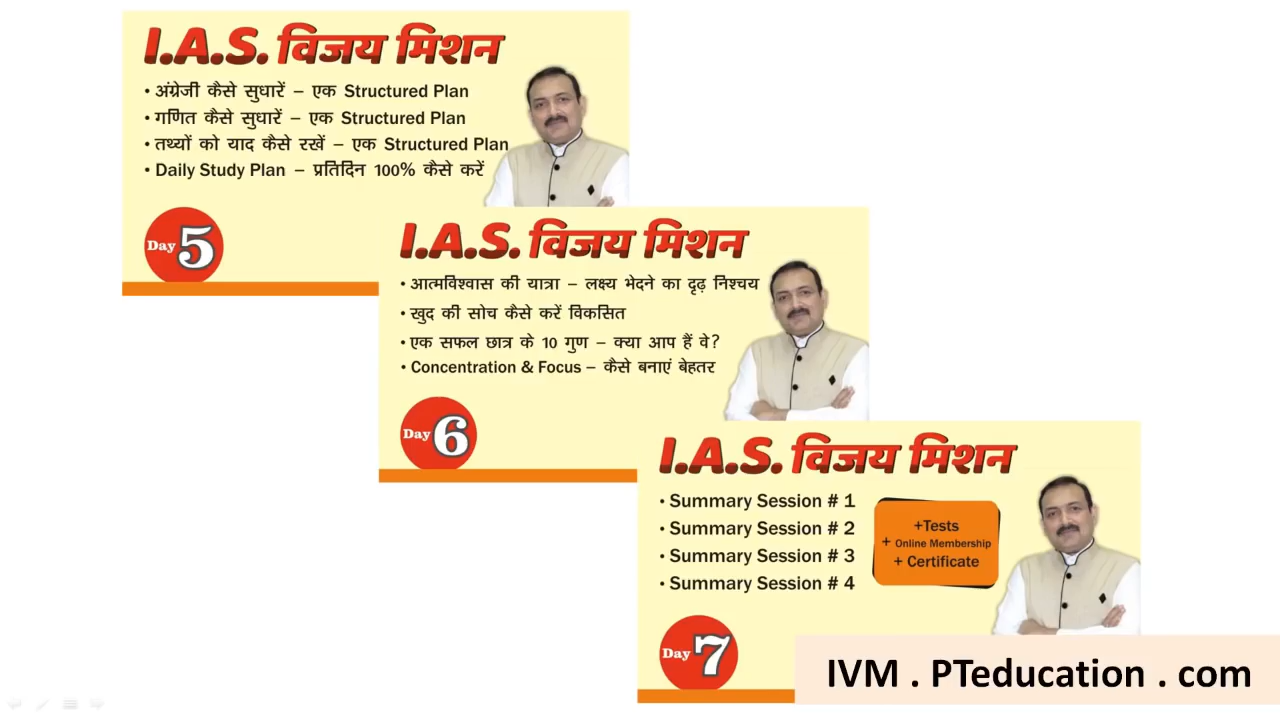 I.A.S. विजय मिशन
• अंग्रेजी कैसे सुधारें – एक Structured Plan
• गणित कैसे सुधारें – एक Structured Plan
• तथ्यों को याद कैसे रखें – एक Structured Plan
• Daily Study Plan – प्रतिदिन 100% कैसे करें
Day 5
I.A.S. विजय मिशन
• आत्मविश्वास की यात्रा – लक्ष्य भेदने का दृढ़ निश्चय
• खुद की सोच कैसे करें विकसित
• एक सफल छात्र के 10 गुण – क्या आप हैं वे?
• Concentration & Focus – कैसे बनाएं बेहतर
Day 6
I.A.S. विजय मिशन
• Summary Session # 1
• Summary Session # 2
• Summary Session # 3
• Summary Session # 4
+Tests
+ Online Membership
+ Certificate
Day 7
IVM . PTeducation . com